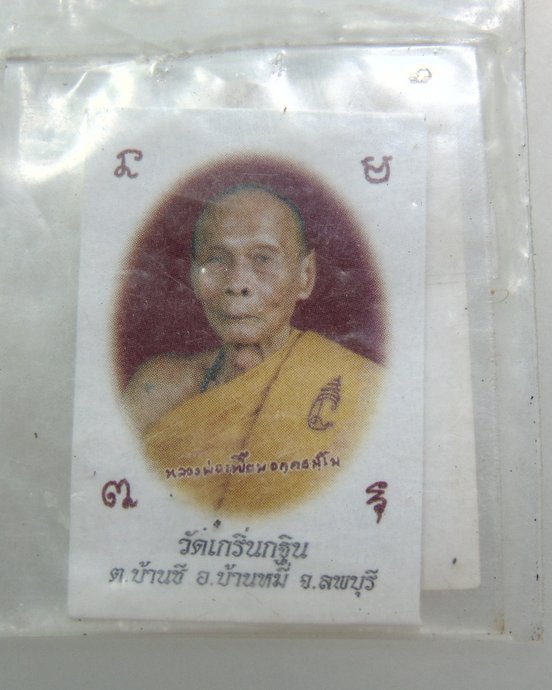 หลวงพ่อเพี้ยน อคฺคธมฺโม
วัดเกริ่นกฐิน
ต.บ้านชี อ.บ้านหมี่ จ.ลพบุรี